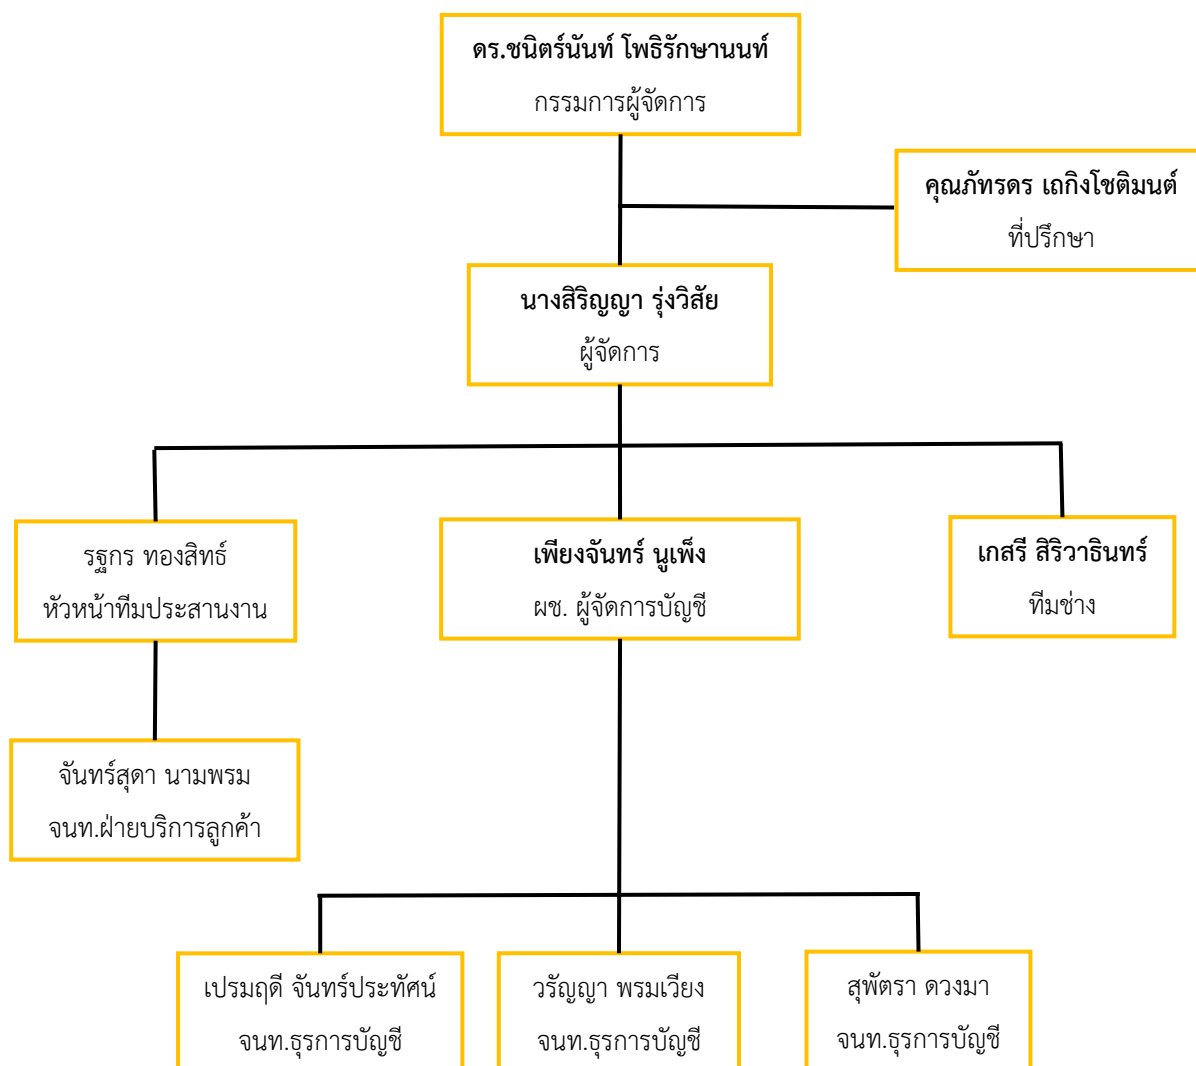 ดร.ชนิตร์นันท์ โพธิรักษานนท์
กรรมการผู้จัดการ
คุณภัทรดร เถกิงโชติมนต์
ที่ปรึกษา
นางสิริญญา รุ่งวิสัย
ผู้จัดการ
รฐกร ทองสิทธ์
หัวหน้าทีมประสานงาน
เพียงจันทร์ นูเพ็ง
ผช. ผู้จัดการบัญชี
เกสรี สิริวาธินทร์
ทีมช่าง
จันทร์สุดา นามพรม
จนท.ฝ่ายบริการลูกค้า
เปรมฤดี จันทร์ประทัศน์
จนท.ธุรการบัญชี
วรัญญา พรมเวียง
จนท.ธุรการบัญชี
สุพัตรา ดวงมา
จนท.ธุรการบัญชี